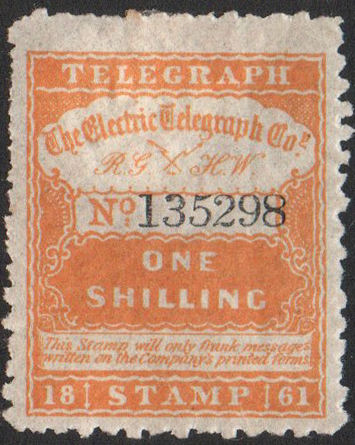 TELEGRAPH
The Electric Telegraph Coy.
R.G H.W
No 135298
ONE
SHILLING
This Stamp will only frank messages
written on the Company's printed forms.
18 STAMP 61